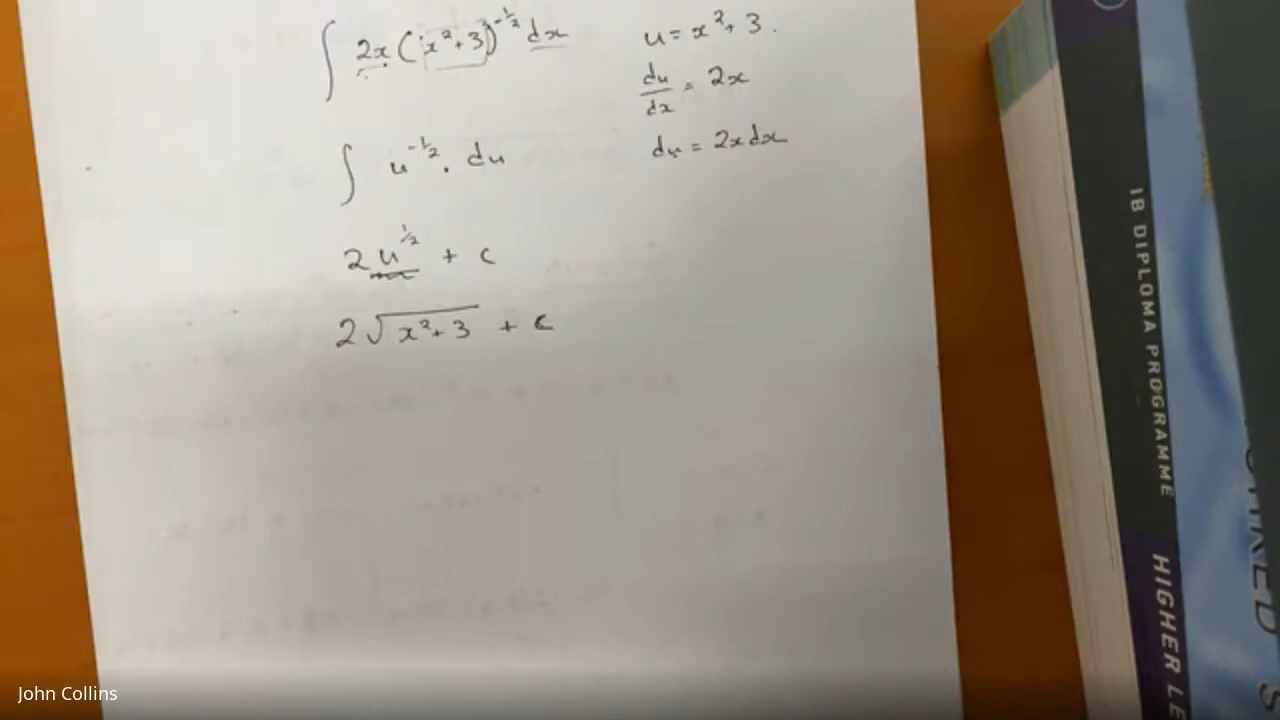 ∫ 2x (x²+3)^-½ dx
u = x²+3.
du/dx = 2x
∫ u^-½ . du
du = 2x dx
2u^½ + c
2√(x²+3) + c
IB DIPLOMA PROGRAMME
HIGHER LE
John Collins